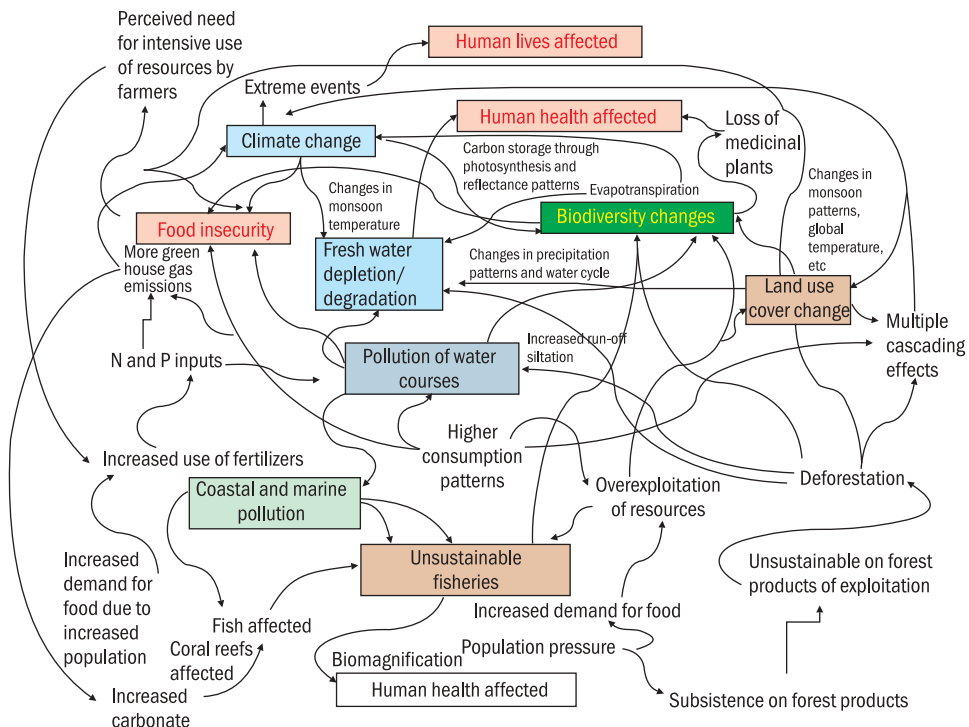 Perceived need
for intensive use
of resources by
farmers
Human lives affected
Extreme events
Human health affected
Loss of
medicinal
plants
Climate change
Carbon storage through
photosynthesis and
reflectance patterns
Evapotranspiration
Changes in
monsoon
temperature
Changes in
monsoon
patterns,
global
temperature,
etc
Biodiversity changes
Food insecurity
More green
house gas
emissions
Fresh water
depletion/
degradation
Changes in precipitation
patterns and water cycle
Land use
cover change
Multiple
cascading
effects
Increased run-off
siltation
N and P inputs
Pollution of water
courses
Higher
consumption
patterns
Increased use of fertilizers
Coastal and marine
pollution
Overexploitation
of resources
Deforestation
Unsustainable
fisheries
Unsustainable on forest
products of exploitation
Increased
demand for
food due to
increased
population
Increased demand for food
Fish affected
Coral reefs
affected
Population pressure
Biomagnification
Human health affected
Subsistence on forest products
Increased
carbonate